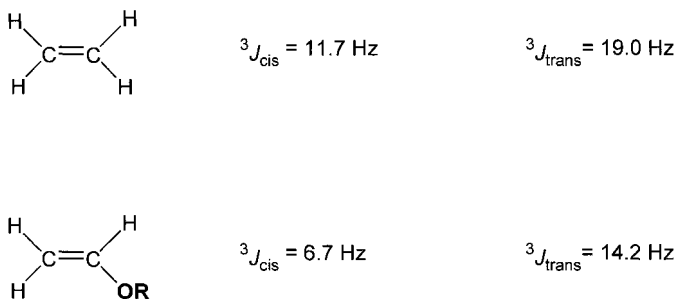 H H
C=C ³Jcis = 11.7 Hz ³Jtrans = 19.0 Hz
H H
H H
C=C ³Jcis = 6.7 Hz ³Jtrans = 14.2 Hz
H OR